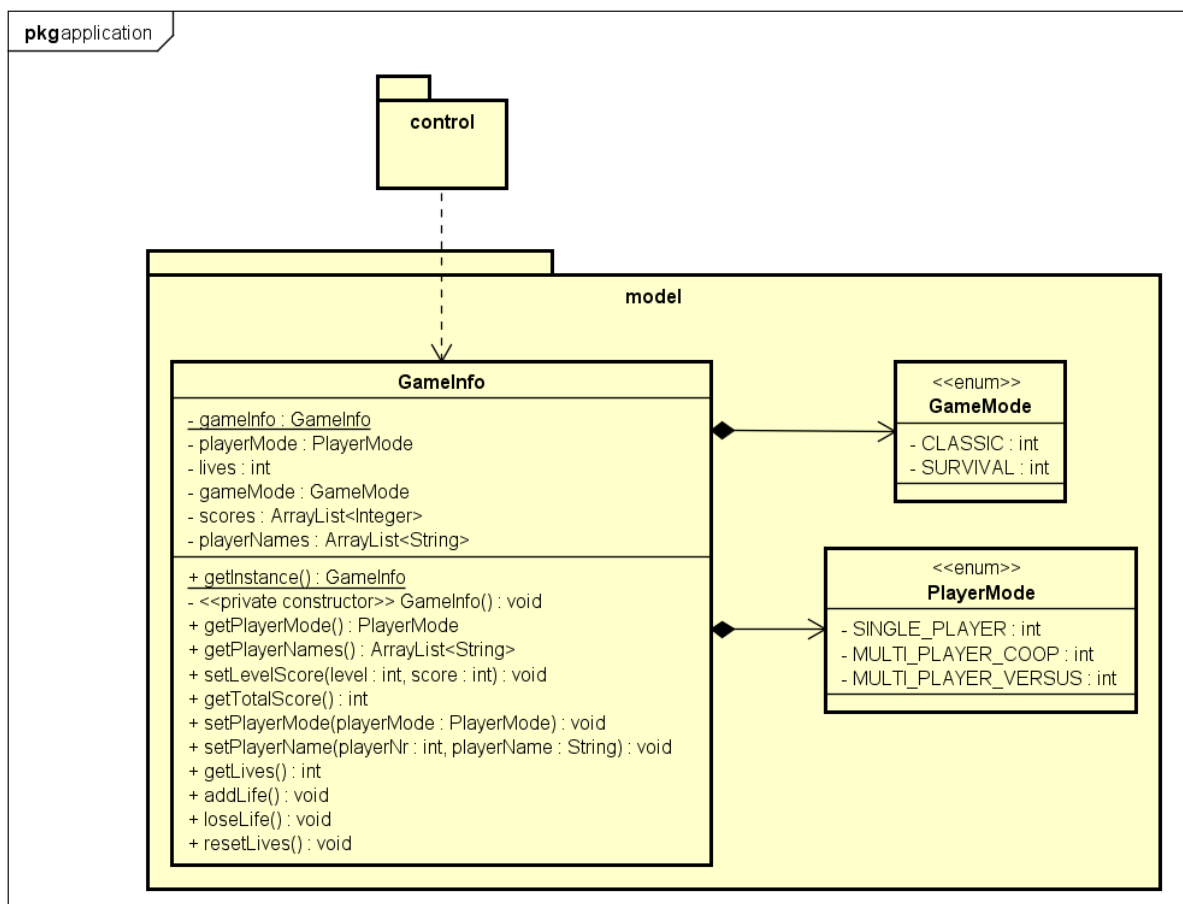 pkg application
control
model
GameInfo
- gameInfo : GameInfo
- playerMode : PlayerMode
- lives : int
- gameMode : GameMode
- scores : ArrayList<Integer>
- playerNames : ArrayList<String>
+ getInstance() : GameInfo
- <<private constructor>> GameInfo() : void
+ getPlayerMode() : PlayerMode
+ getPlayerNames() : ArrayList<String>
+ setLevelScore(level : int, score : int) : void
+ getTotalScore() : int
+ setPlayerMode(playerMode : PlayerMode) : void
+ setPlayerName(playerNr : int, playerName : String) : void
+ getLives() : int
+ addLife() : void
+ loseLife() : void
+ resetLives() : void
<<enum>>
GameMode
- CLASSIC : int
- SURVIVAL : int
<<enum>>
PlayerMode
- SINGLE_PLAYER : int
- MULTI_PLAYER_COOP : int
- MULTI_PLAYER_VERSUS : int